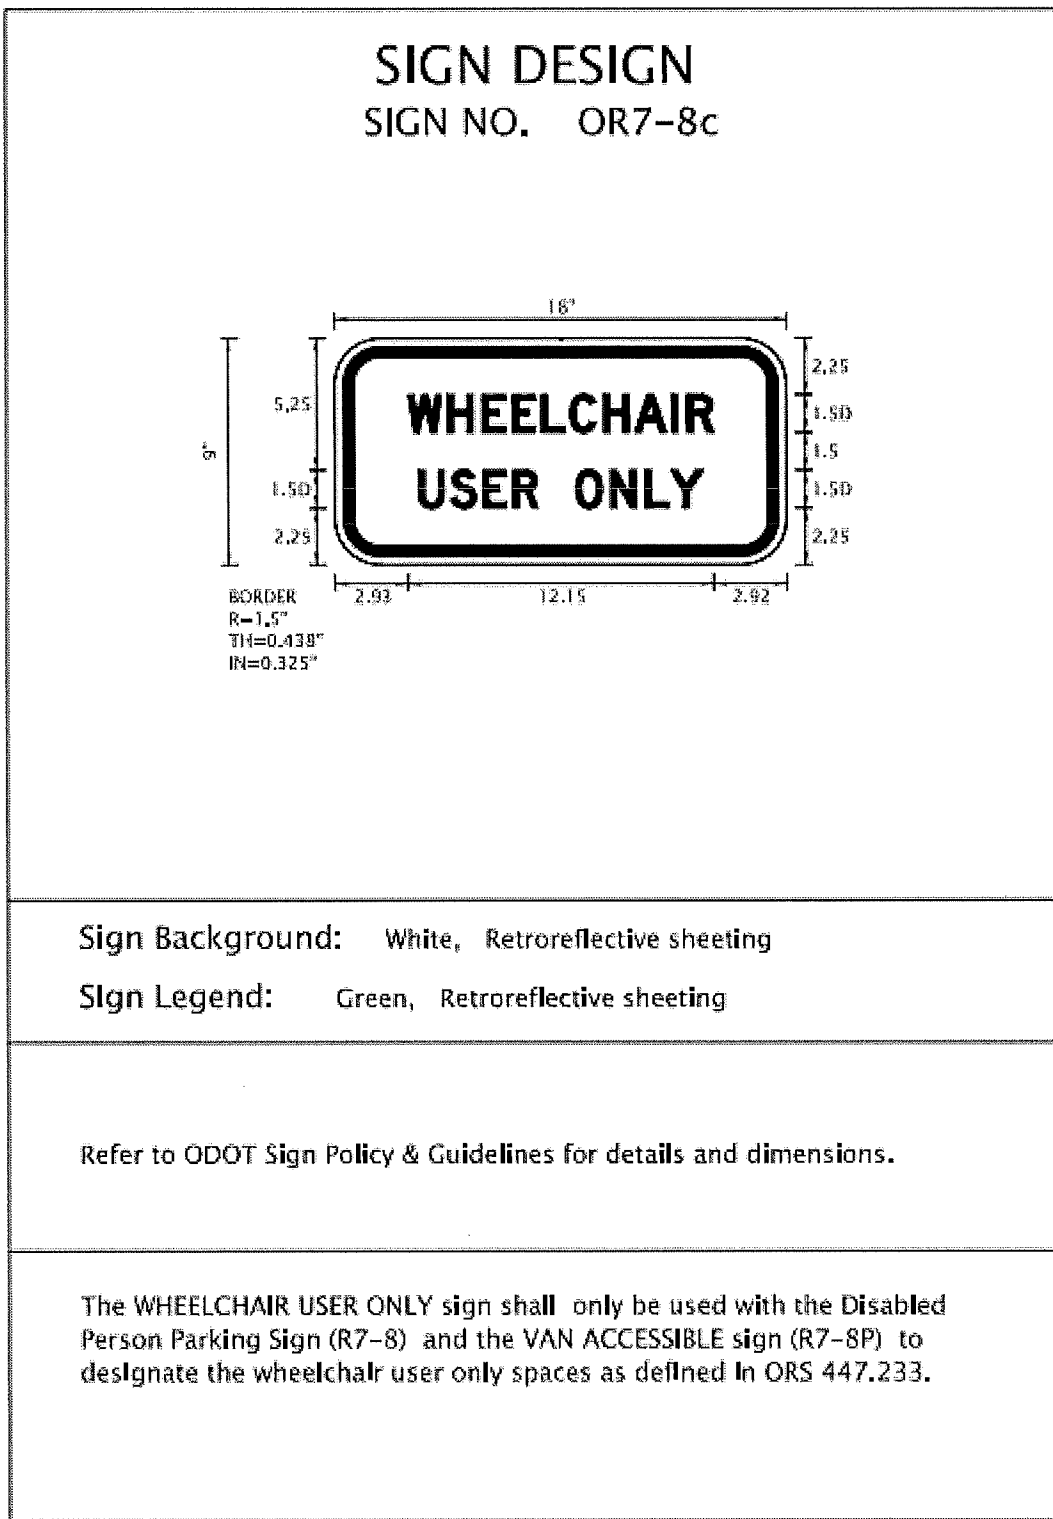 SIGN DESIGN
SIGN NO. OR7-8c
18"
9"
5.25
1.5D
2.25
WHEELCHAIR
USER ONLY
2.25
1.5D
1.5
1.5D
2.25
2.93 12.15 2.92
BORDER
R=1.5"
TH=0.438"
IN=0.325"
Sign Background: White, Retroreflective sheeting
Sign Legend: Green, Retroreflective sheeting
Refer to ODOT Sign Policy & Guidelines for details and dimensions.
The WHEELCHAIR USER ONLY sign shall only be used with the Disabled
Person Parking Sign (R7-8) and the VAN ACCESSIBLE sign (R7-8P) to
designate the wheelchair user only spaces as defined in ORS 447.233.